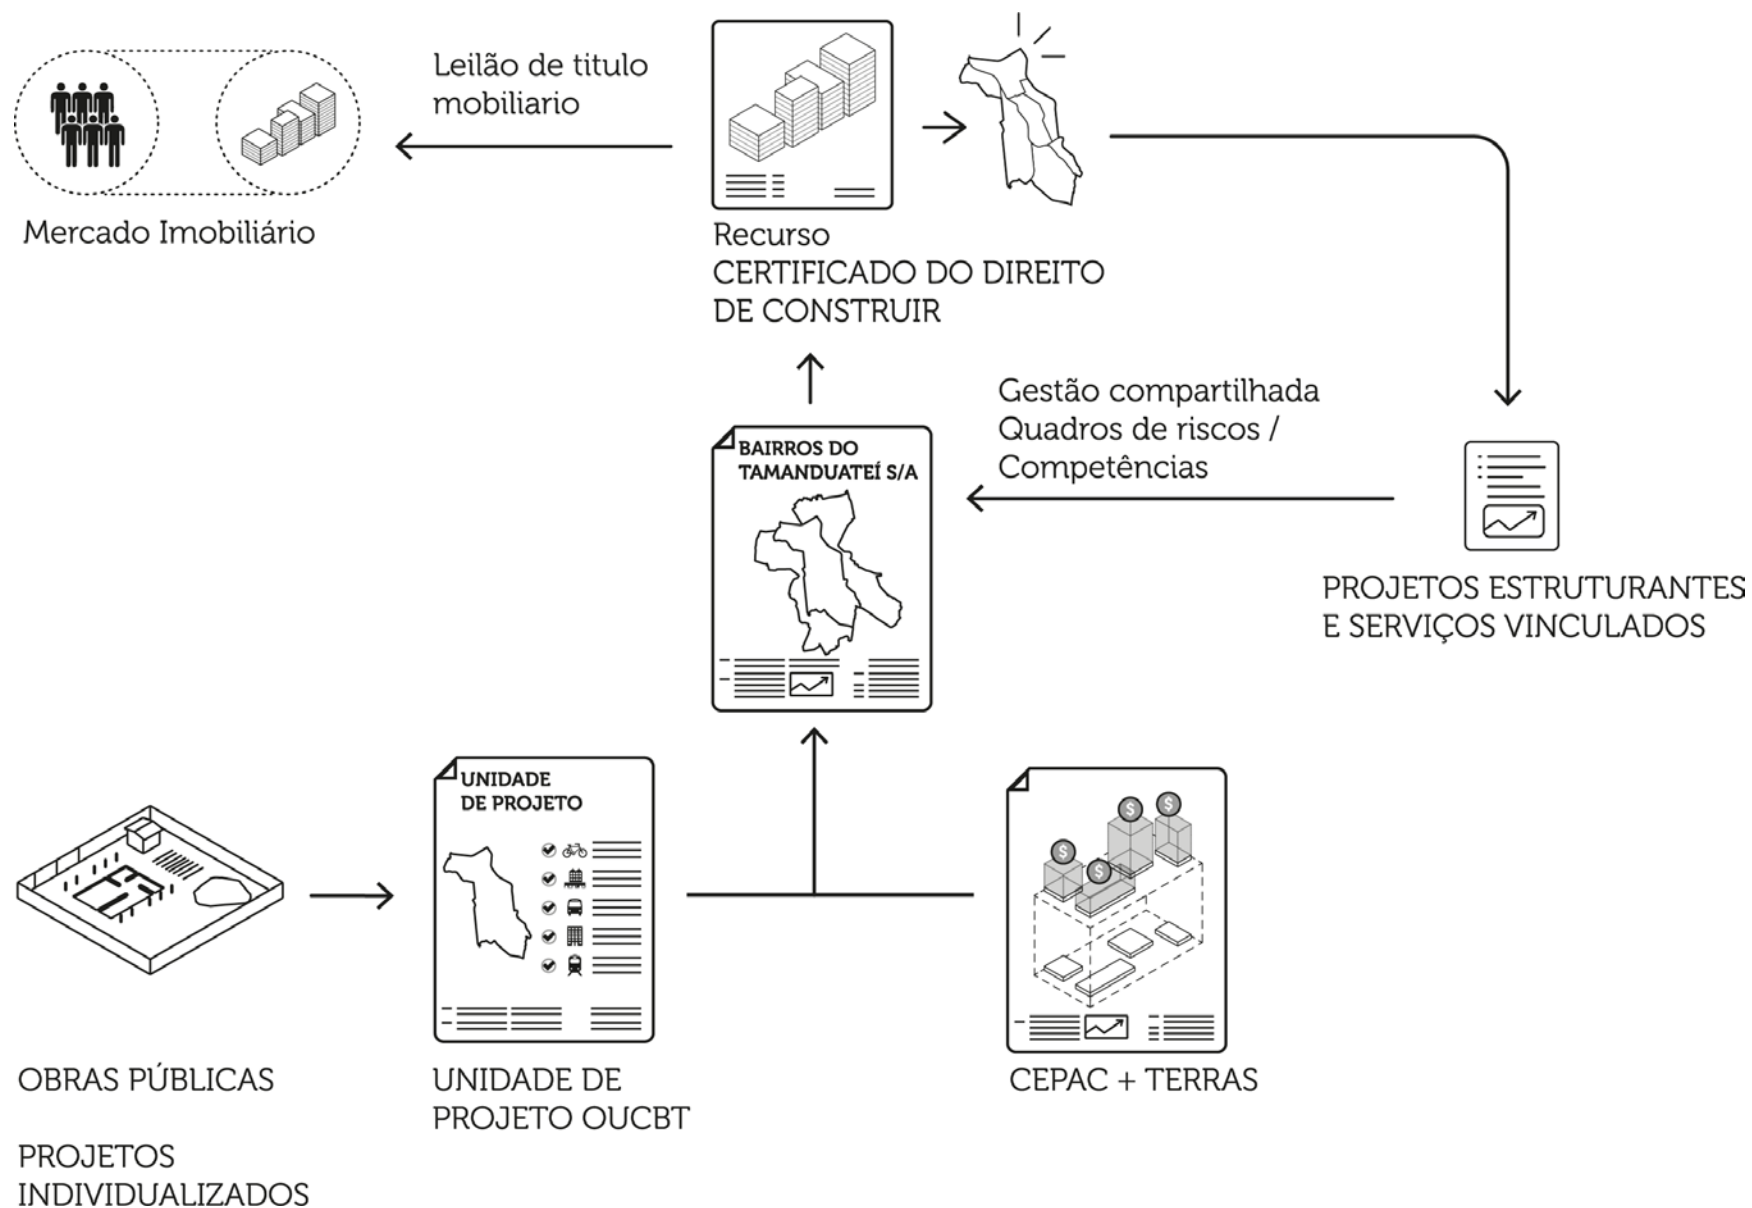 Leilão de titulo
mobiliario
Mercado Imobiliário
Recurso
CERTIFICADO DO DIREITO
DE CONSTRUIR
Gestão compartilhada
Quadros de riscos /
Competências
BAIRROS DO
TAMANDUATEÍ S/A
PROJETOS ESTRUTURANTES
E SERVIÇOS VINCULADOS
UNIDADE
DE PROJETO
$
$
$
$
OBRAS PÚBLICAS
PROJETOS
INDIVIDUALIZADOS
UNIDADE DE
PROJETO OUCBT
CEPAC + TERRAS